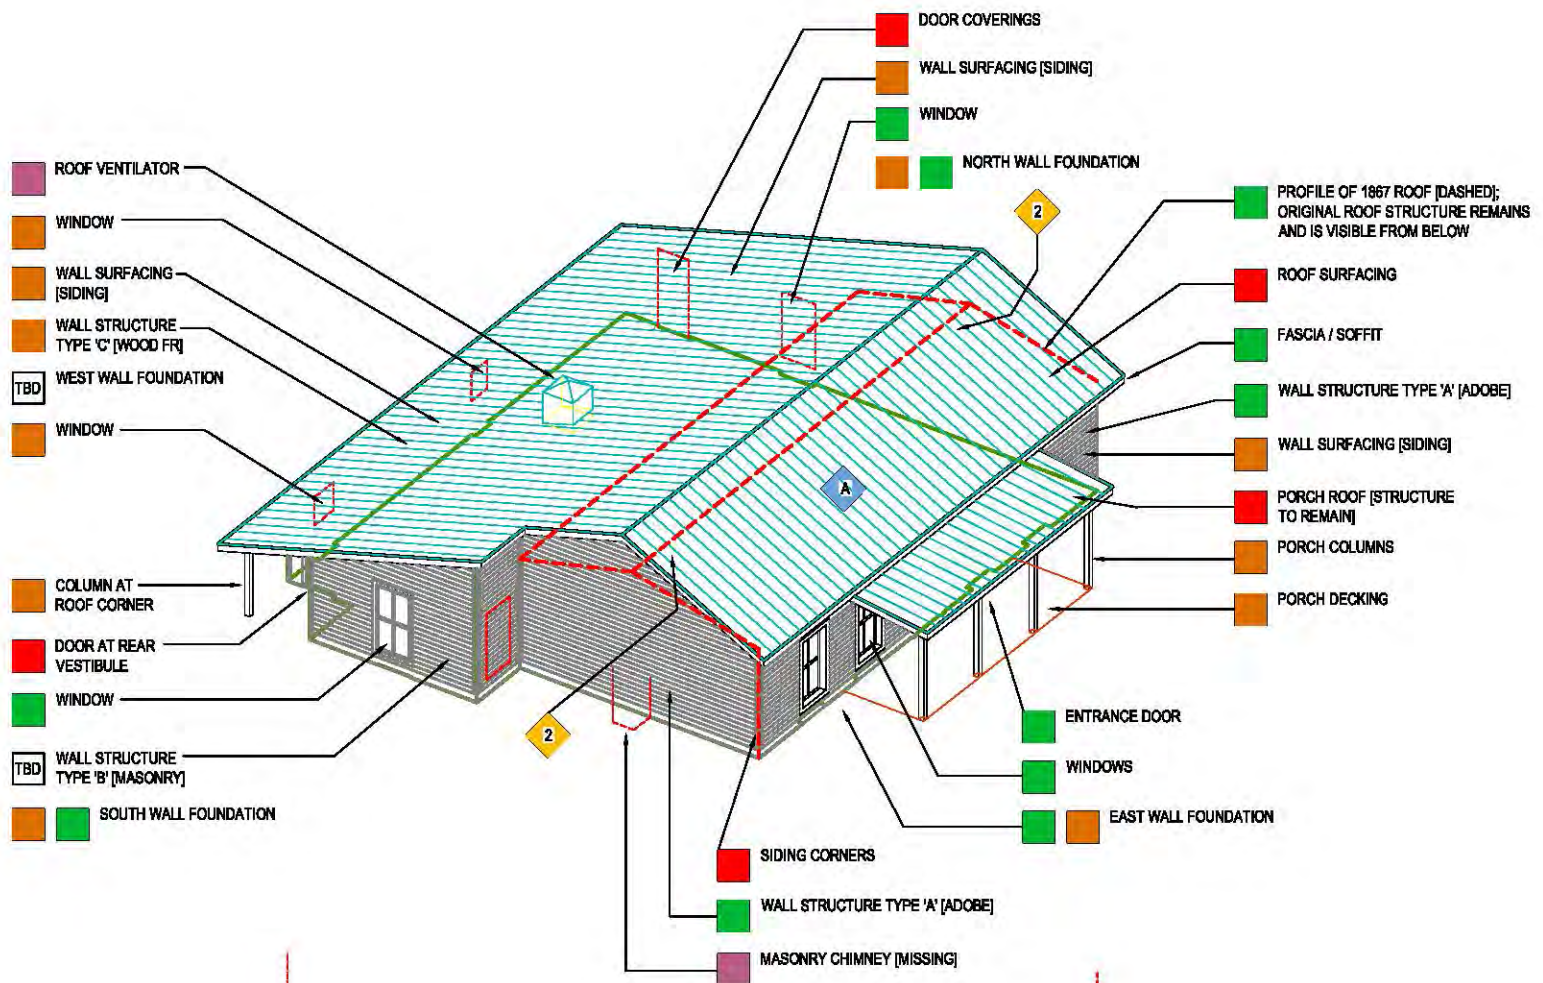 DOOR COVERINGS
WALL SURFACING [SIDING]
WINDOW
NORTH WALL FOUNDATION
ROOF VENTILATOR
WINDOW
WALL SURFACING
[SIDING]
WALL STRUCTURE
TYPE 'C' [WOOD FR]
TBD
WEST WALL FOUNDATION
WINDOW
COLUMN AT
ROOF CORNER
DOOR AT REAR
VESTIBULE
WINDOW
TBD
WALL STRUCTURE
TYPE 'B' [MASONRY]
SOUTH WALL FOUNDATION
2
A
2
PROFILE OF 1867 ROOF [DASHED];
ORIGINAL ROOF STRUCTURE REMAINS
AND IS VISIBLE FROM BELOW
ROOF SURFACING
FASCIA / SOFFIT
WALL STRUCTURE TYPE 'A' [ADOBE]
WALL SURFACING [SIDING]
PORCH ROOF [STRUCTURE
TO REMAIN]
PORCH COLUMNS
PORCH DECKING
ENTRANCE DOOR
WINDOWS
EAST WALL FOUNDATION
SIDING CORNERS
WALL STRUCTURE TYPE 'A' [ADOBE]
MASONRY CHIMNEY [MISSING]